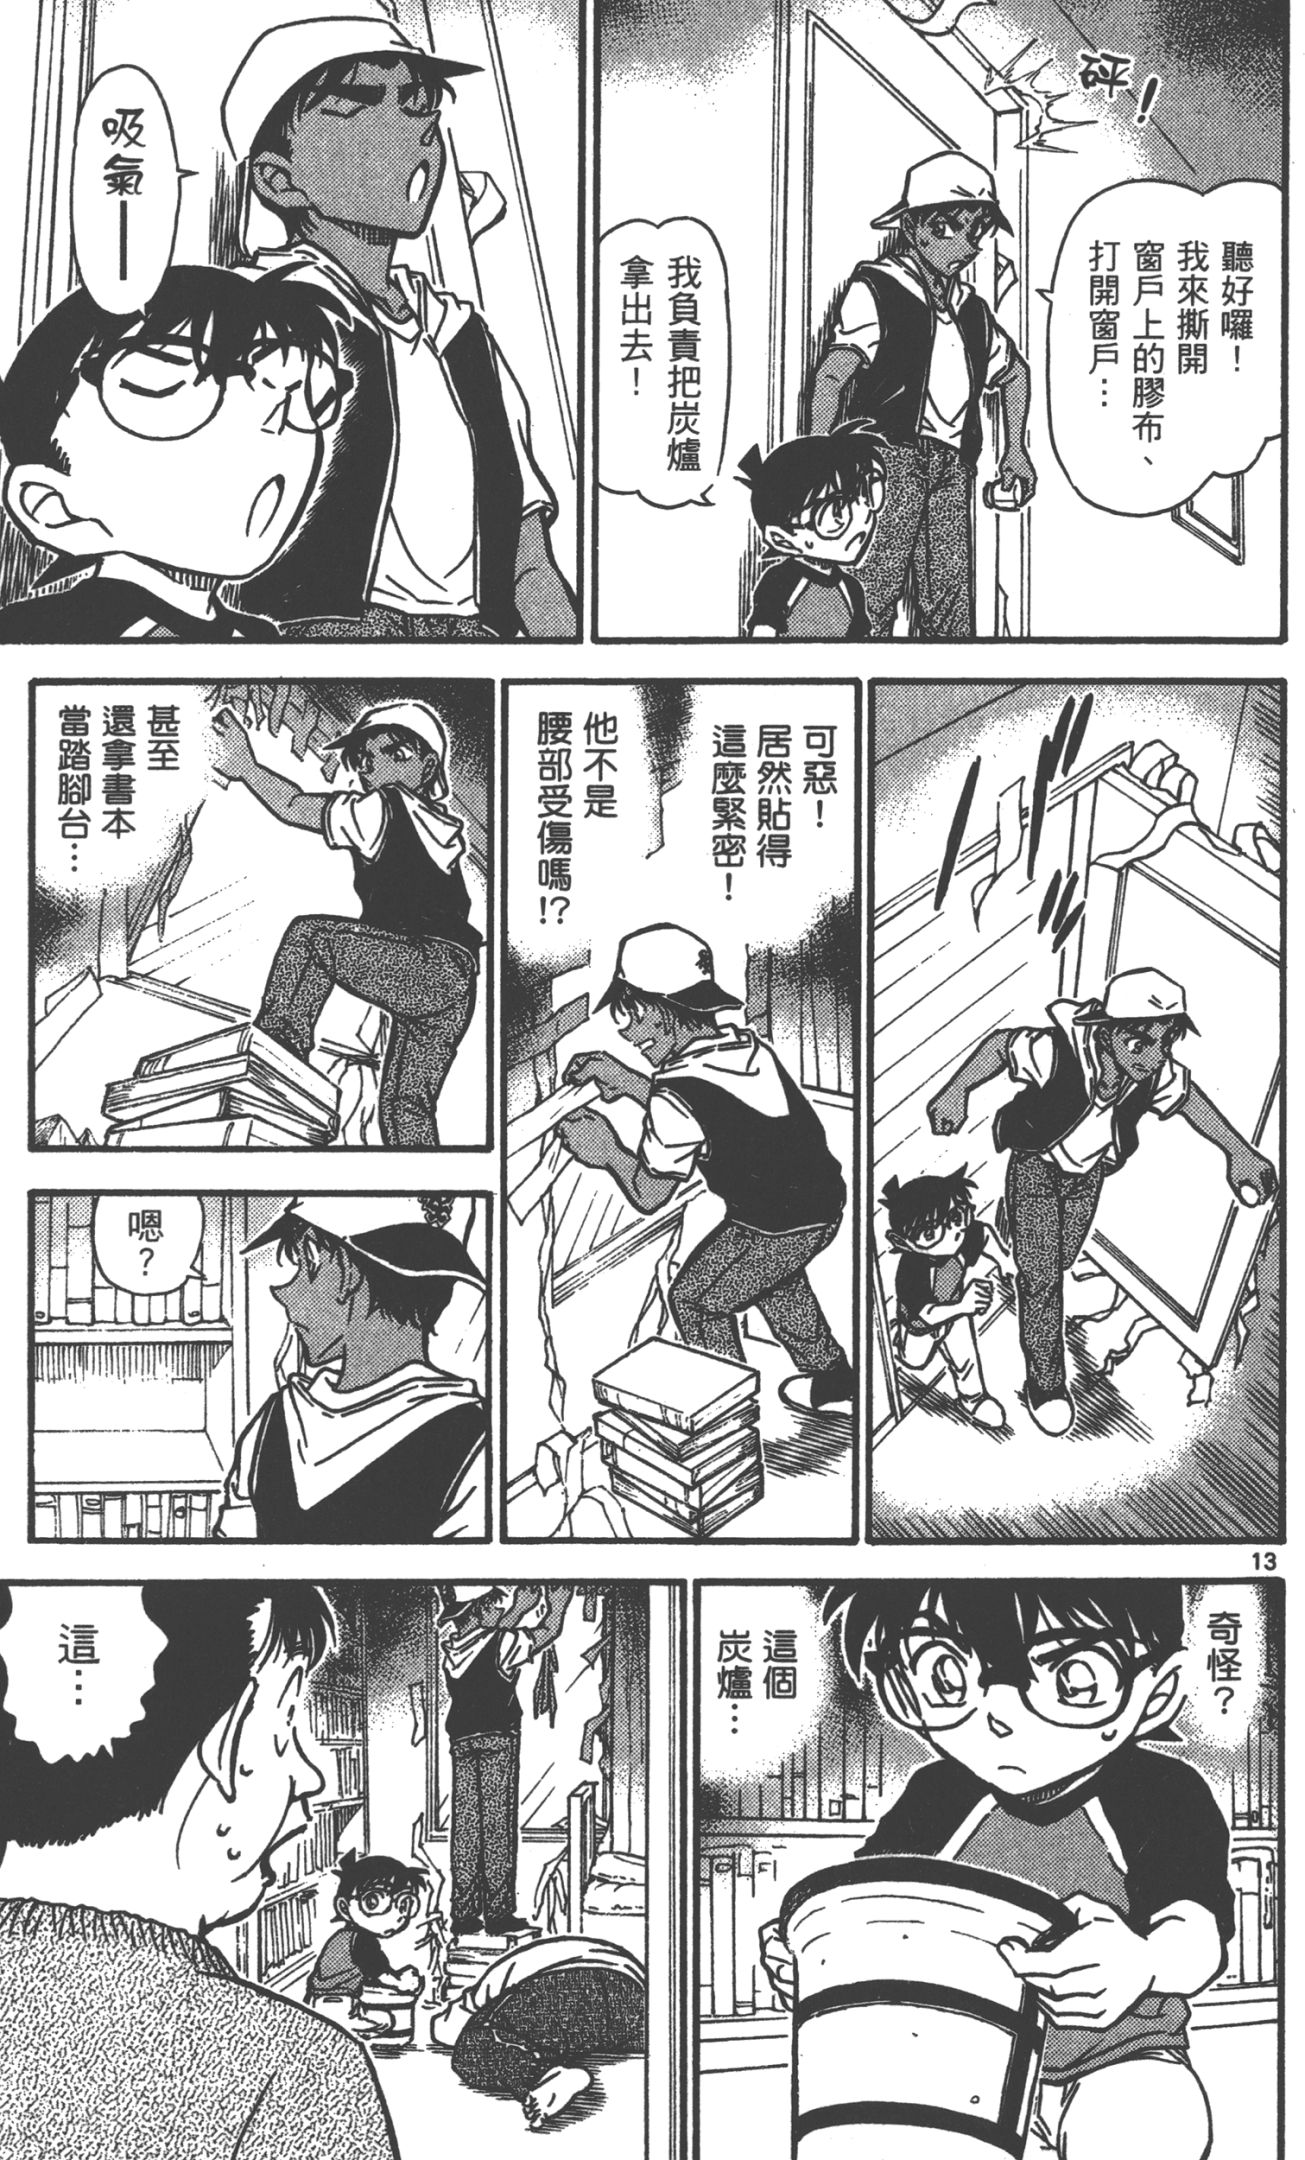 砰！
聽好囉！
我來撕開
窗戶上的膠布、
打開窗戶…
我負責把炭爐
拿出去！
吸氣—
可惡！
居然貼得
這麼緊密！
他不是
腰部受傷嗎!?
甚至
還拿書本
當踏腳台…
嗯？
13
奇怪？
這個
炭爐…
這…